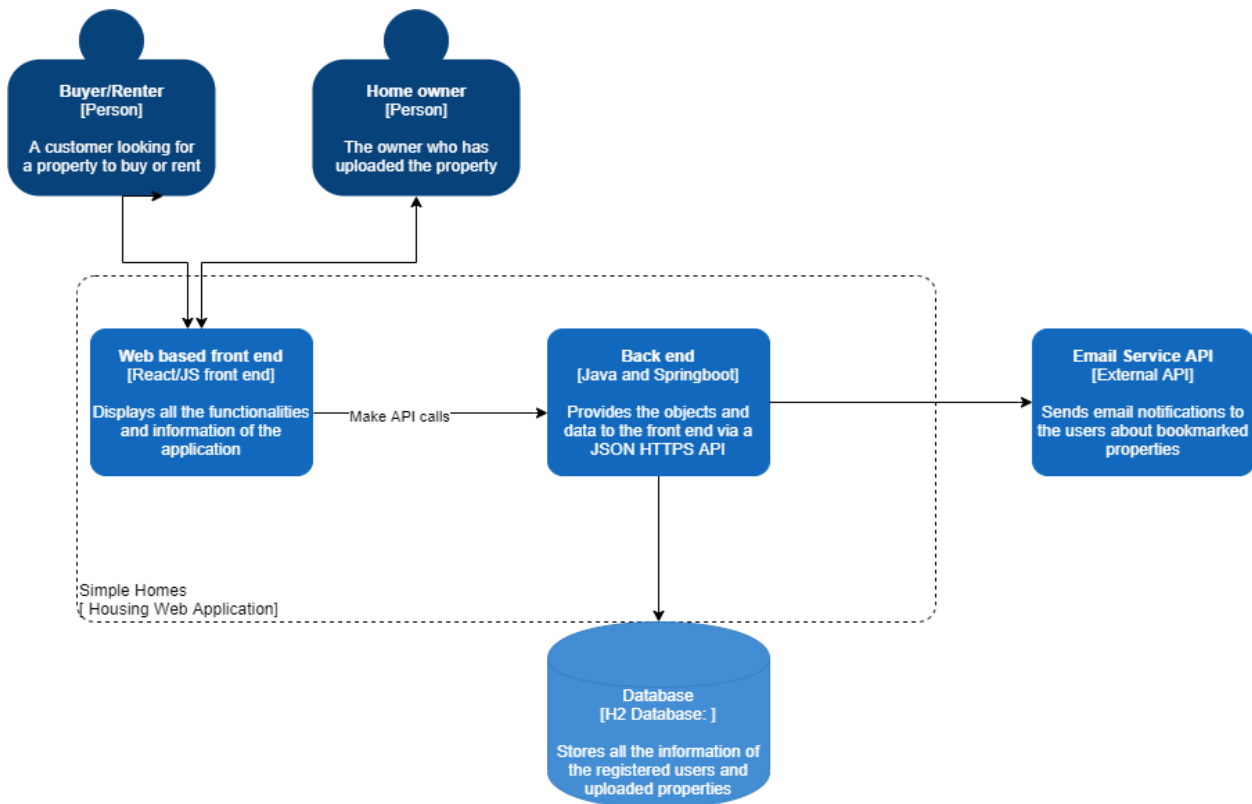 Buyer/Renter
[Person]
A customer looking for
a property to buy or rent
Home owner
[Person]
The owner who has
uploaded the property
Web based front end
[React/JS front end]
Displays all the functionalities
and information of the
application
Make API calls
Back end
[Java and Springboot]
Provides the objects and
data to the front end via a
JSON HTTPS API
Email Service API
[External API]
Sends email notifications to
the users about bookmarked
properties
Simple Homes
[ Housing Web Application]
Database
[H2 Database: ]
Stores all the information of
the registered users and
uploaded properties